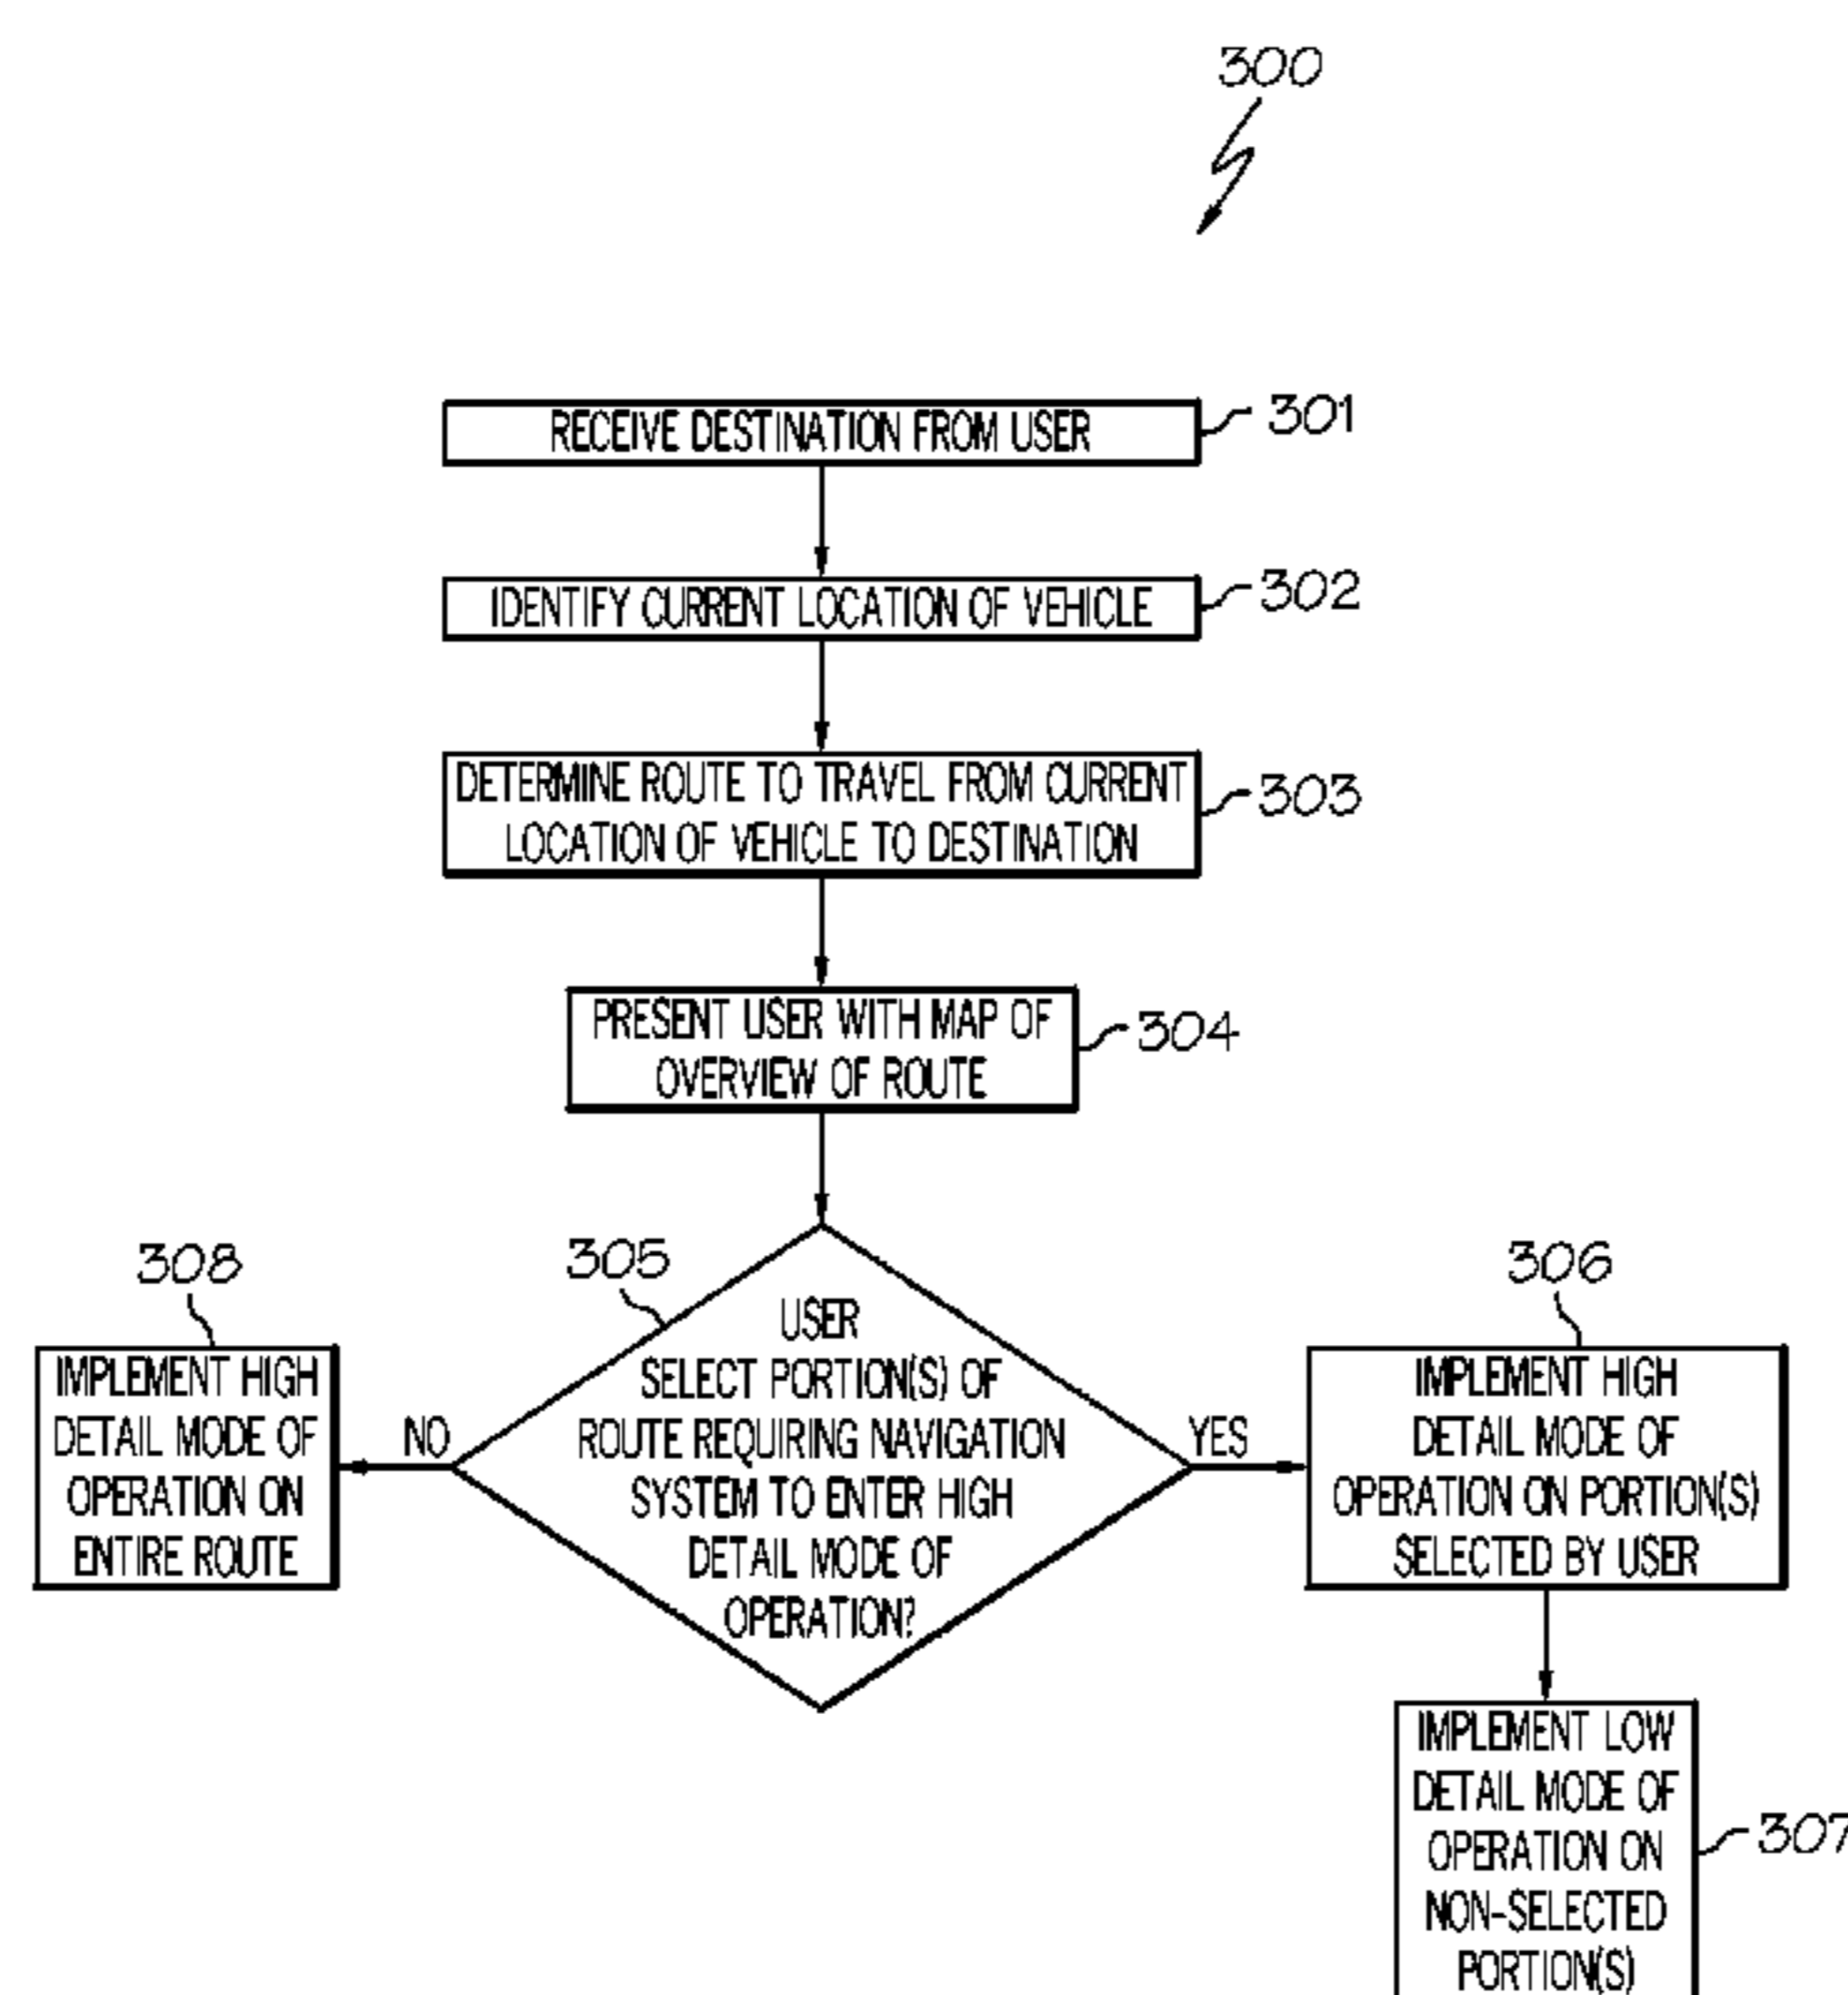 300
RECEIVE DESTINATION FROM USER
301
IDENTIFY CURRENT LOCATION OF VEHICLE
302
DETERMINE ROUTE TO TRAVEL FROM CURRENT
LOCATION OF VEHICLE TO DESTINATION
303
PRESENT USER WITH MAP OF
OVERVIEW OF ROUTE
304
305
USER
SELECT PORTION(S) OF
ROUTE REQUIRING NAVIGATION
SYSTEM TO ENTER HIGH
DETAIL MODE OF
OPERATION?
NO
308
IMPLEMENT HIGH
DETAIL MODE OF
OPERATION ON
ENTIRE ROUTE
YES
306
IMPLEMENT HIGH
DETAIL MODE OF
OPERATION ON PORTION(S)
SELECTED BY USER
IMPLEMENT LOW
DETAIL MODE OF
OPERATION ON
NON-SELECTED
PORTION(S)
307